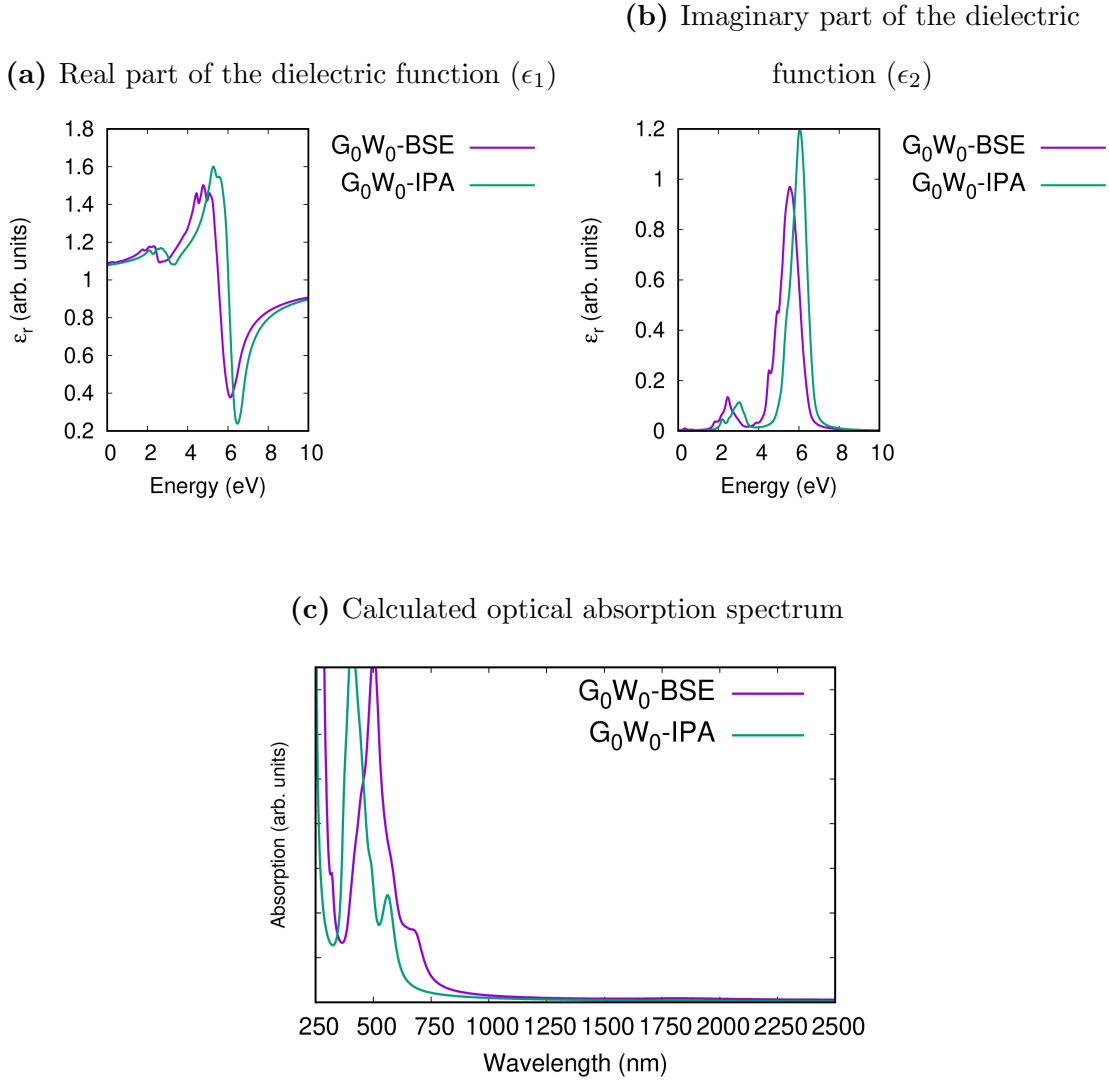 (a) Real part of the dielectric function (ϵ₁)
1.8
1.6
1.4
1.2
1
0.8
0.6
0.4
0.2
0 2 4 6 8 10
εᵣ (arb. units)
Energy (eV)
G₀W₀-BSE
G₀W₀-IPA
(b) Imaginary part of the dielectric
function (ϵ₂)
1.2
1
0.8
0.6
0.4
0.2
0
0 2 4 6 8 10
εᵣ (arb. units)
Energy (eV)
G₀W₀-BSE
G₀W₀-IPA
(c) Calculated optical absorption spectrum
G₀W₀-BSE
G₀W₀-IPA
Absorption (arb. units)
250 500 750 1000 1250 1500 1750 2000 2250 2500
Wavelength (nm)